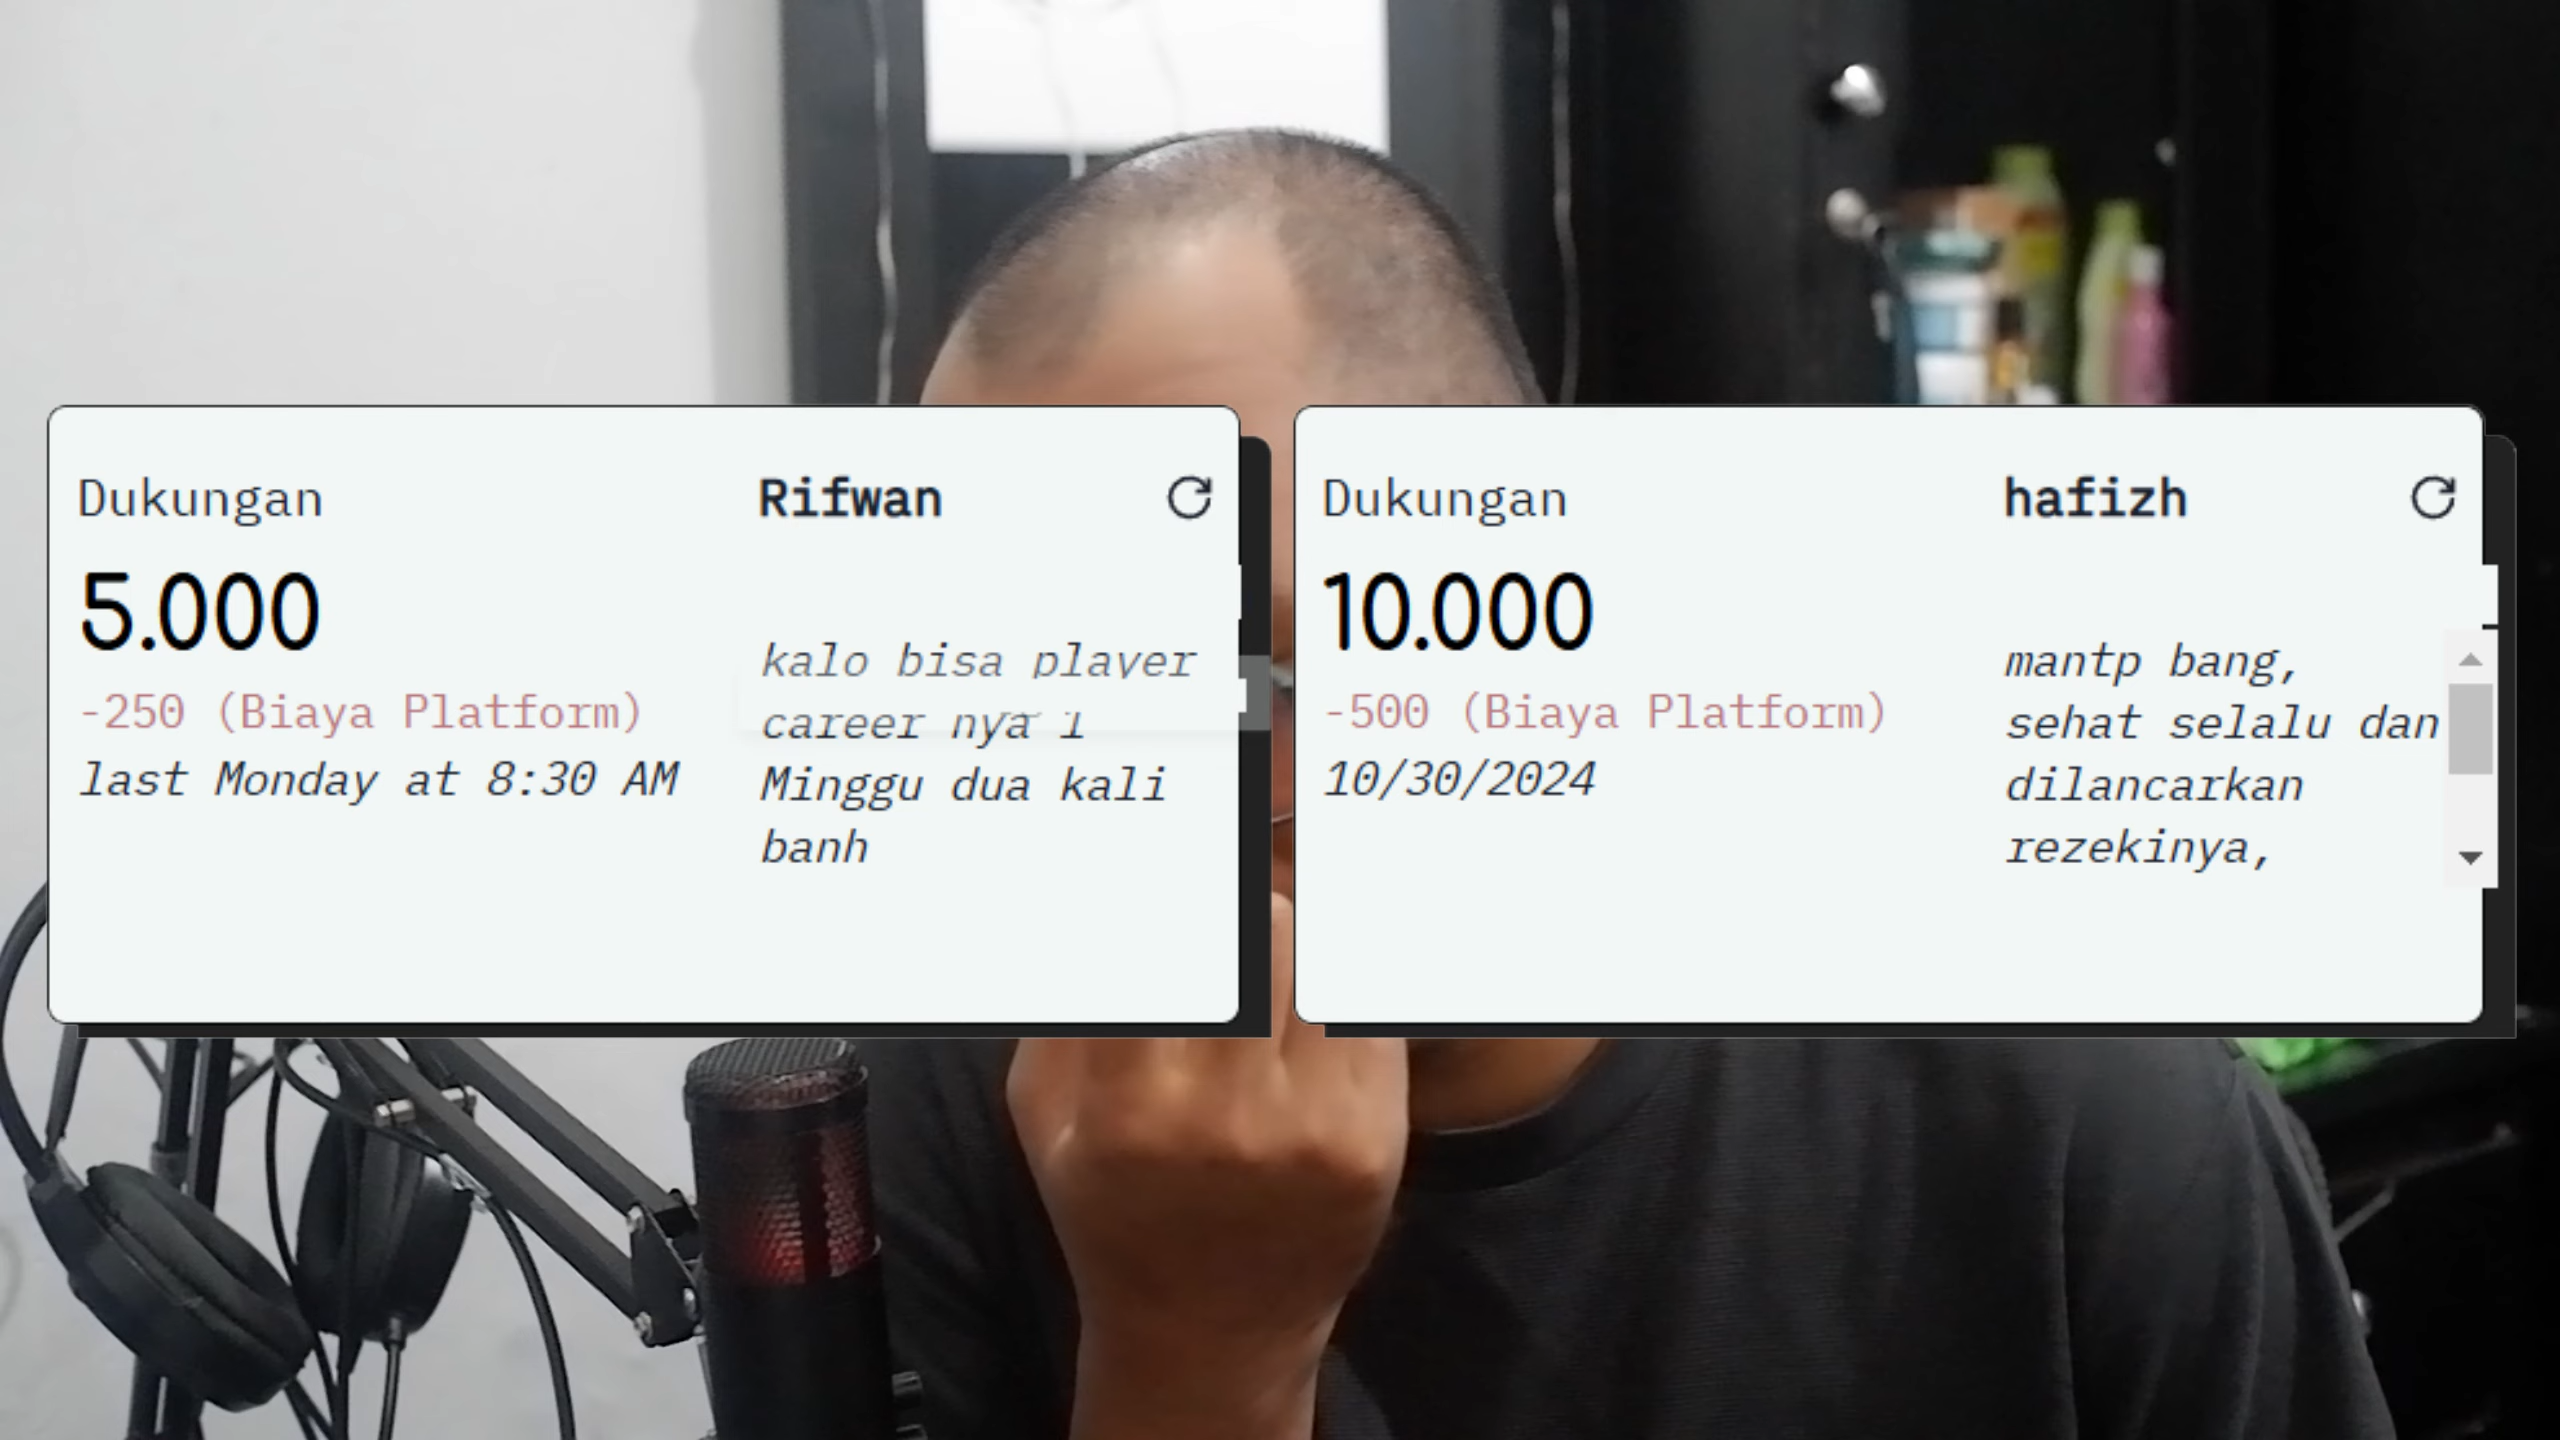 Dukungan
Rifwan
5.000
-250 (Biaya Platform)
last Monday at 8:30 AM
kalo bisa player
career nya 1
Minggu dua kali
banh
Dukungan
hafizh
10.000
-500 (Biaya Platform)
10/30/2024
mantp bang,
sehat selalu dan
dilancarkan
rezekinya,